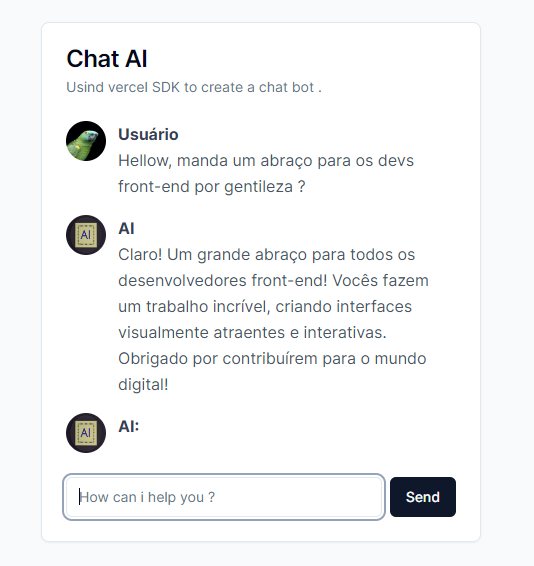 Chat AI
Usind vercel SDK to create a chat bot .
Usuário
Hellow, manda um abraço para os devs
front-end por gentileza ?
AI
AI
Claro! Um grande abraço para todos os
desenvolvedores front-end! Vocês fazem
um trabalho incrível, criando interfaces
visualmente atraentes e interativas.
Obrigado por contribuírem para o mundo
digital!
AI
AI:
How can i help you ?
Send